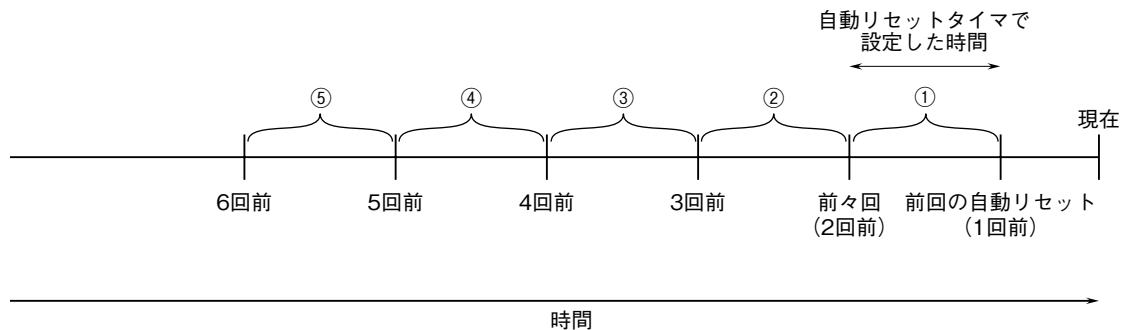 自動リセットタイマで
設定した時間
⑤ ④ ③ ② ①
現在
6回前 5回前 4回前 3回前 前々回 前回の自動リセット
(2回前) (1回前)
時間